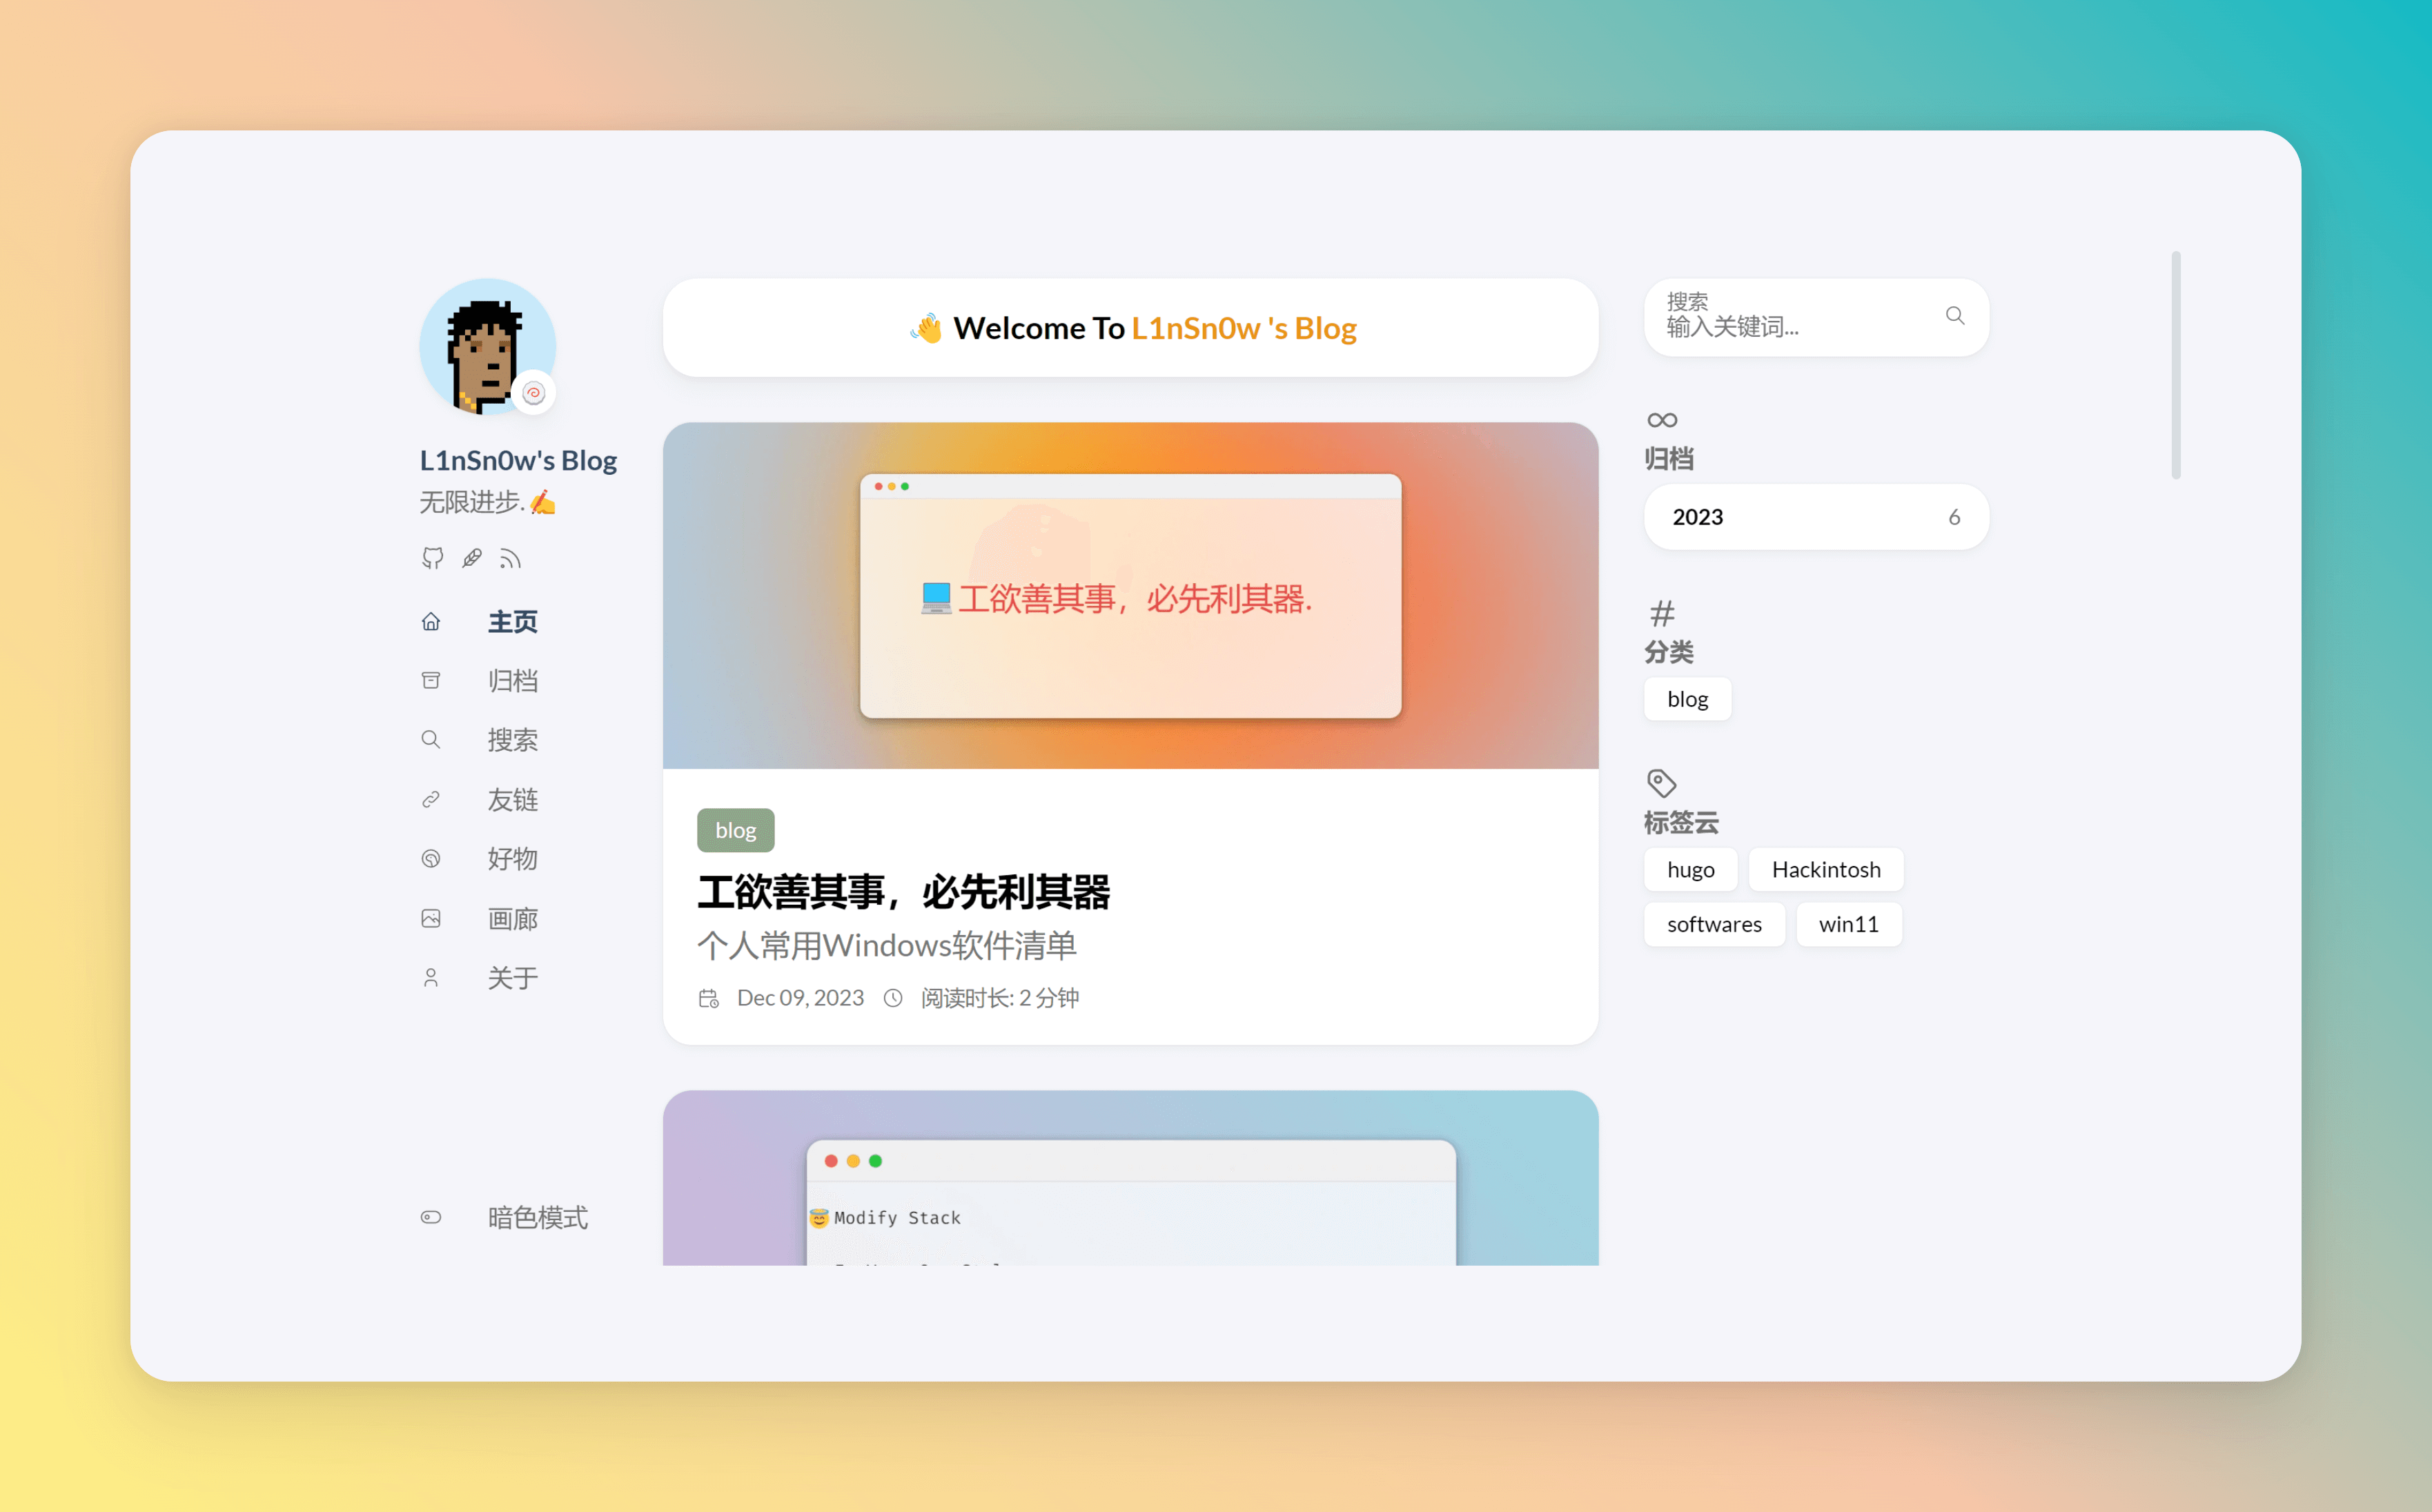 L1nSn0w's Blog
无限进步.✍️
主页
归档
搜索
友链
好物
画廊
关于
暗色模式
👋 Welcome To L1nSn0w 's Blog
💻工欲善其事，必先利其器.
blog
工欲善其事，必先利其器
个人常用Windows软件清单
Dec 09, 2023 阅读时长: 2 分钟
😇Modify Stack
搜索
输入关键词...
归档
2023 6
分类
blog
标签云
hugo Hackintosh
softwares win11